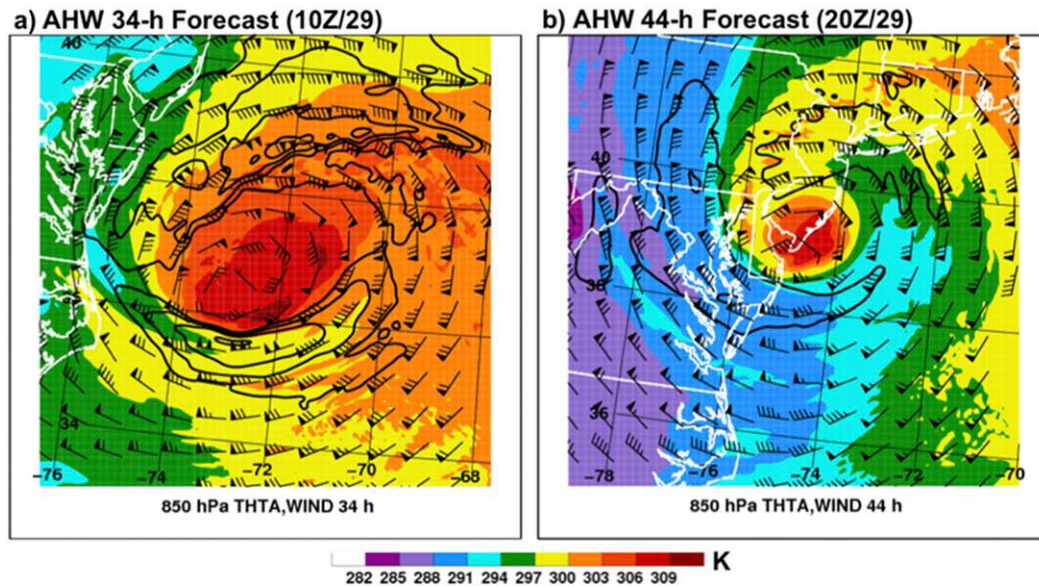 a) AHW 34-h Forecast (10Z/29)
b) AHW 44-h Forecast (20Z/29)
40
40
38
36
34
−76 −74 −72 −70 −68
−78 −76 −74 −72 −70
850 hPa THTA,WIND 34 h
850 hPa THTA,WIND 44 h
K
282 285 288 291 294 297 300 303 306 309